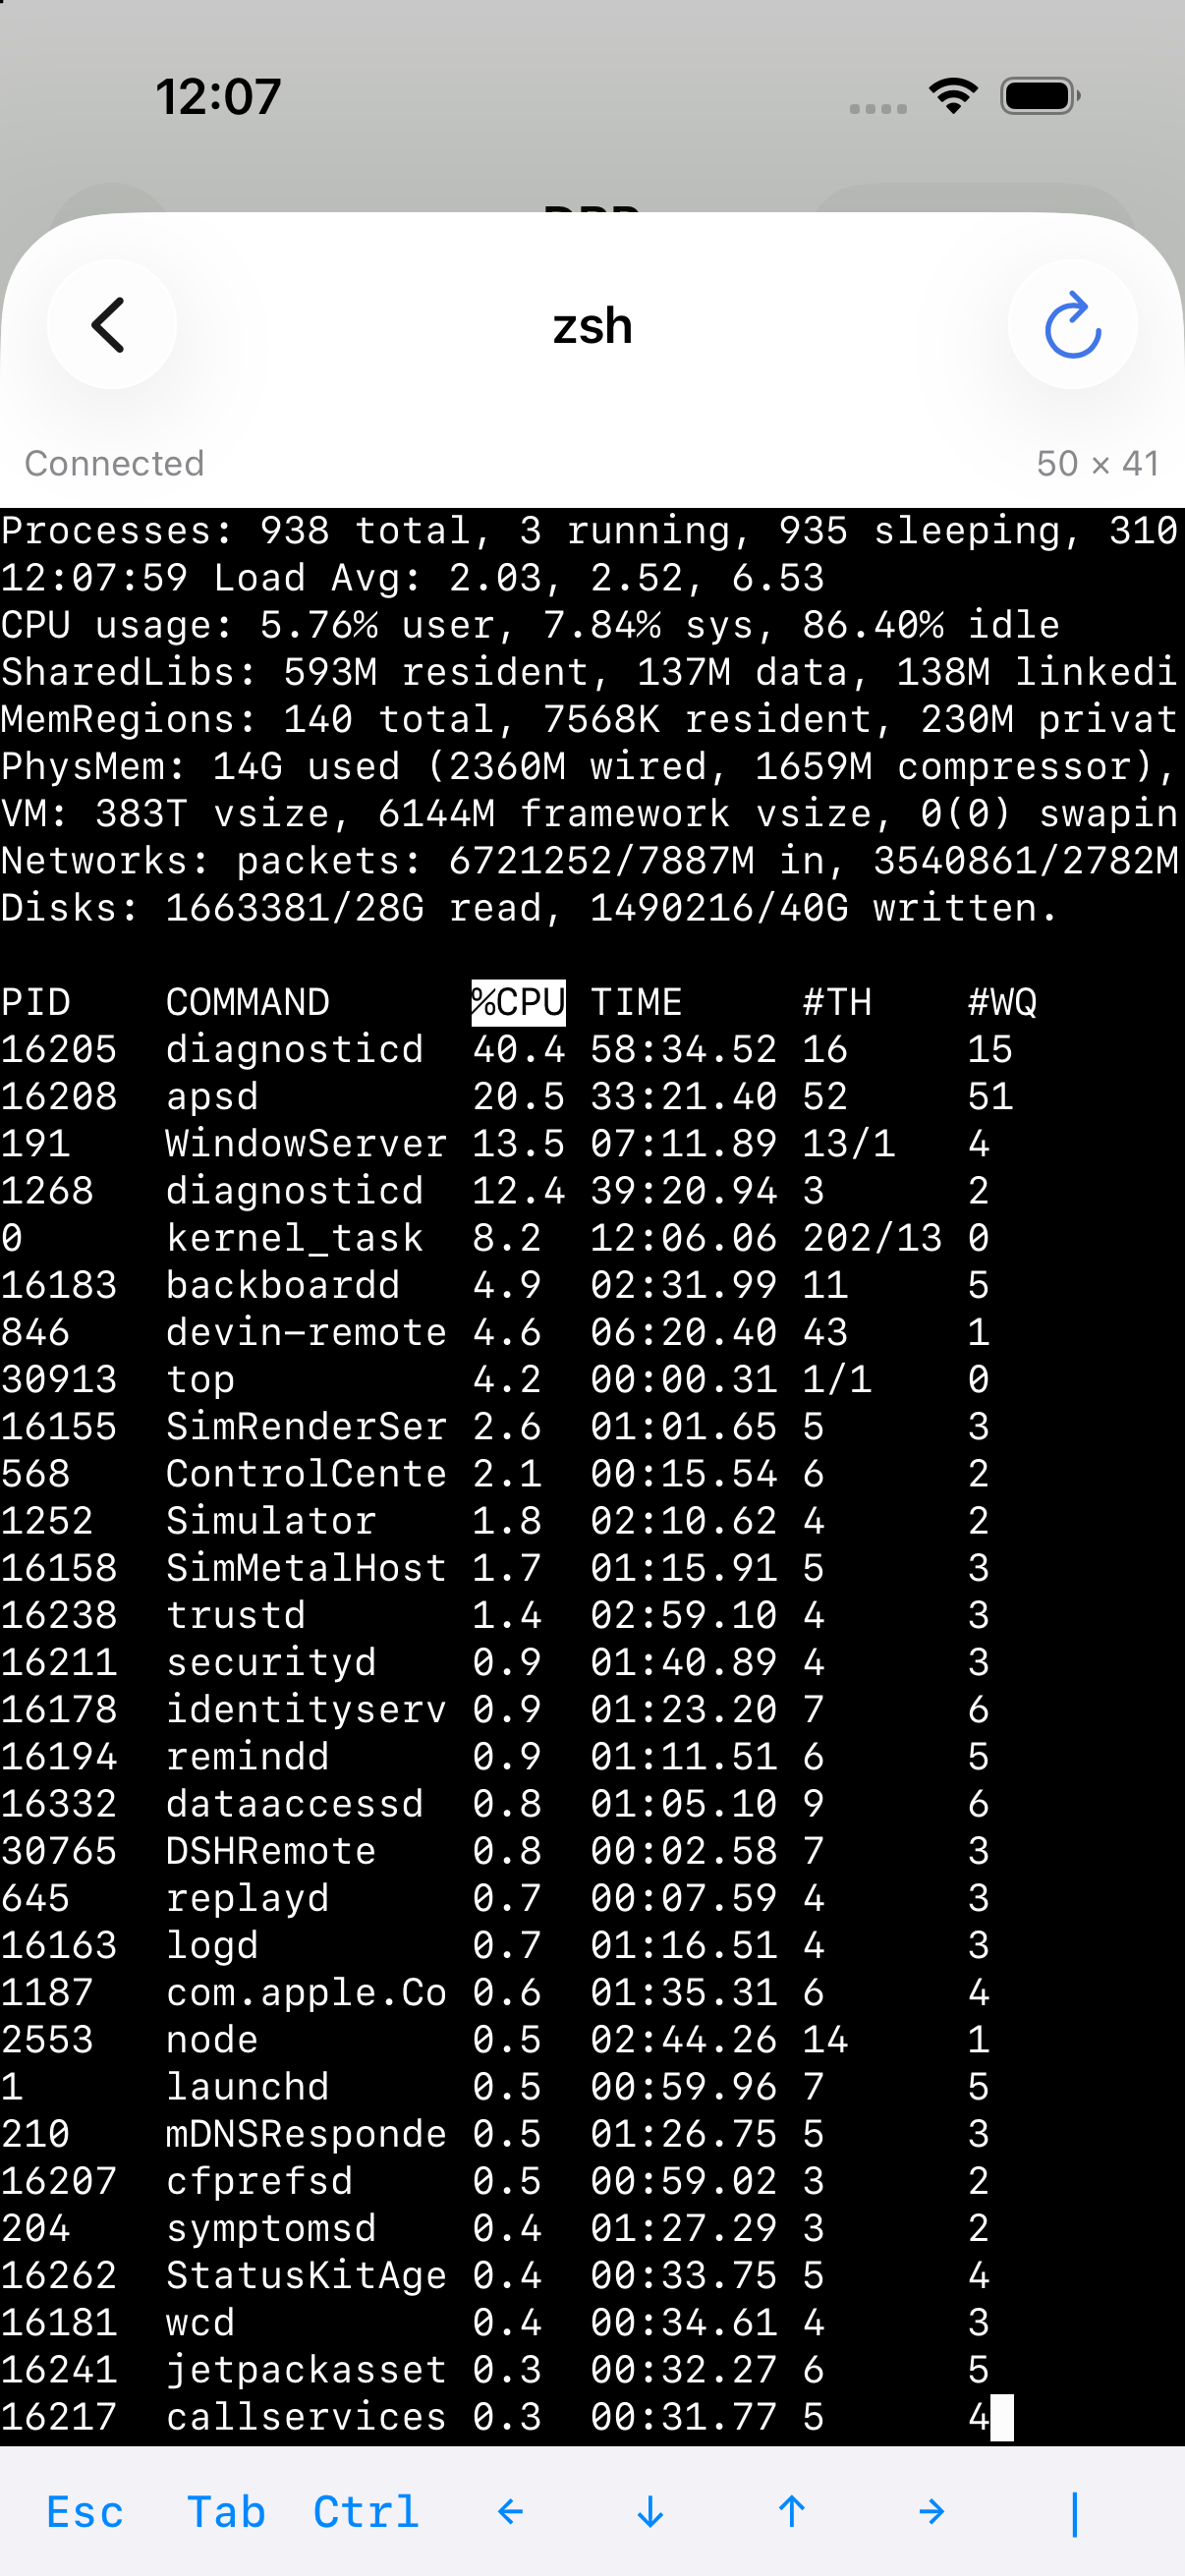 12:07
zsh
Connected
50 × 41
Processes: 938 total, 3 running, 935 sleeping, 310
12:07:59 Load Avg: 2.03, 2.52, 6.53
CPU usage: 5.76% user, 7.84% sys, 86.40% idle
SharedLibs: 593M resident, 137M data, 138M linkedi
MemRegions: 140 total, 7568K resident, 230M privat
PhysMem: 14G used (2360M wired, 1659M compressor),
VM: 383T vsize, 6144M framework vsize, 0(0) swapin
Networks: packets: 6721252/7887M in, 3540861/2782M
Disks: 1663381/28G read, 1490216/40G written.
PID COMMAND %CPU TIME #TH #WQ
16205 diagnosticd 40.4 58:34.52 16 15
16208 apsd 20.5 33:21.40 52 51
191 WindowServer 13.5 07:11.89 13/1 4
1268 diagnosticd 12.4 39:20.94 3 2
0 kernel_task 8.2 12:06.06 202/13 0
16183 backboardd 4.9 02:31.99 11 5
846 devin-remote 4.6 06:20.40 43 1
30913 top 4.2 00:00.31 1/1 0
16155 SimRenderSer 2.6 01:01.65 5 3
568 ControlCente 2.1 00:15.54 6 2
1252 Simulator 1.8 02:10.62 4 2
16158 SimMetalHost 1.7 01:15.91 5 3
16238 trustd 1.4 02:59.10 4 3
16211 securityd 0.9 01:40.89 4 3
16178 identityserv 0.9 01:23.20 7 6
16194 remindd 0.9 01:11.51 6 5
16332 dataaccessd 0.8 01:05.10 9 6
30765 DSHRemote 0.8 00:02.58 7 3
645 replayd 0.7 00:07.59 4 3
16163 logd 0.7 01:16.51 4 3
1187 com.apple.Co 0.6 01:35.31 6 4
2553 node 0.5 02:44.26 14 1
1 launchd 0.5 00:59.96 7 5
210 mDNSResponde 0.5 01:26.75 5 3
16207 cfprefsd 0.5 00:59.02 3 2
204 symptomsd 0.4 01:27.29 3 2
16262 StatusKitAge 0.4 00:33.75 5 4
16181 wcd 0.4 00:34.61 4 3
16241 jetpackasset 0.3 00:32.27 6 5
16217 callservices 0.3 00:31.77 5 4
Esc Tab Ctrl ← ↓ ↑ → |